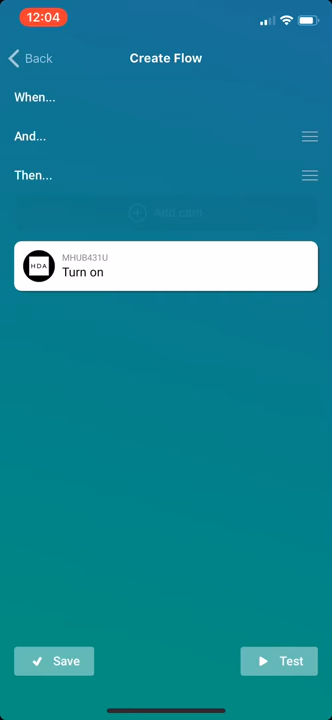 12:04
Back
Create Flow
When...
And...
Then...
Add card
HDA
MHUB431U
Turn on
Save
Test